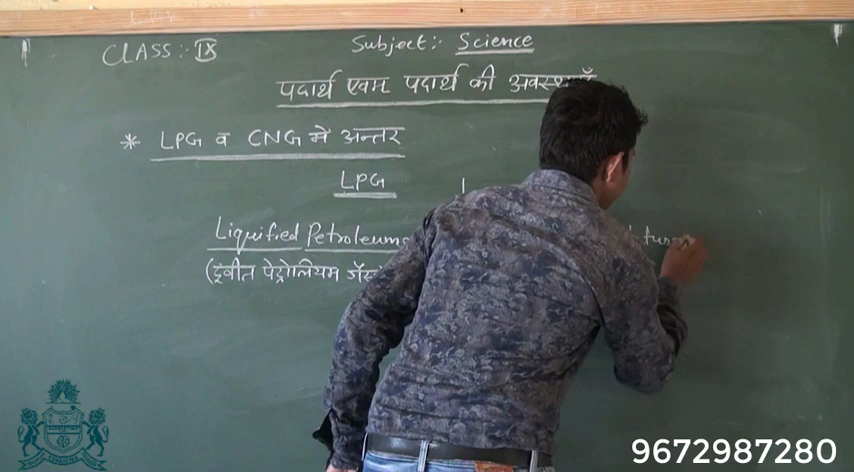 CLASS:- IX
Subject:- Science
पदार्थ एवम पदार्थ की अवस्थाएँ
* LPG व CNG में अन्तर
LPG
Liquified Petroleum
(द्रवीत पेट्रोलियम गैस
9672987280